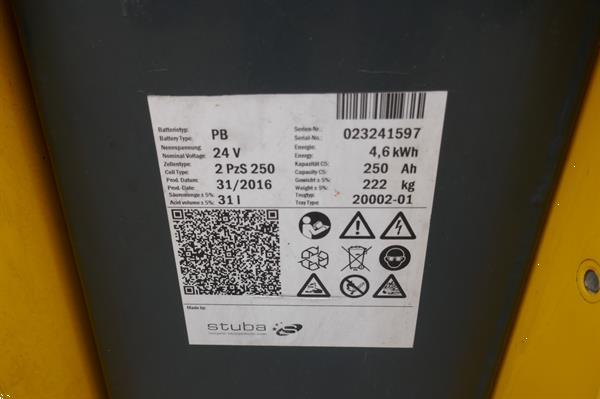 Batterietyp:
Battery Type: PB
Nennspannung
Nominal Voltage: 24 V
Zellentype:
Cell Type: 2 PzS 250
Prod. Datum:
Prod.-Date: 31/2016
Säuremenge ± 5%:
Acid volume ± 5%: 31 l
Serien-Nr.:
Serial-No.: 023241597
Energie:
Energy: 4,6 kWh
Kapazität C5:
Capacity C5: 250 Ah
Gewicht ± 5%:
Weight ± 5%: 222 kg
Trogtyp:
Tray Type: 20002-01
Made by:
stuba